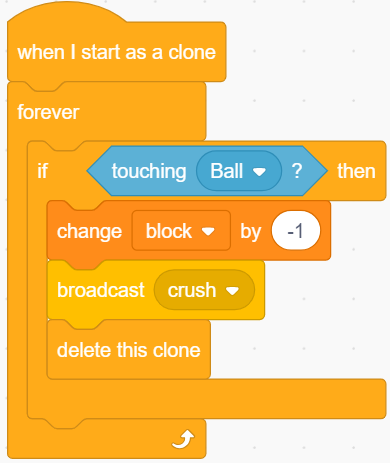 when I start as a clone
forever
if touching Ball ? then
change block by -1
broadcast crush
delete this clone